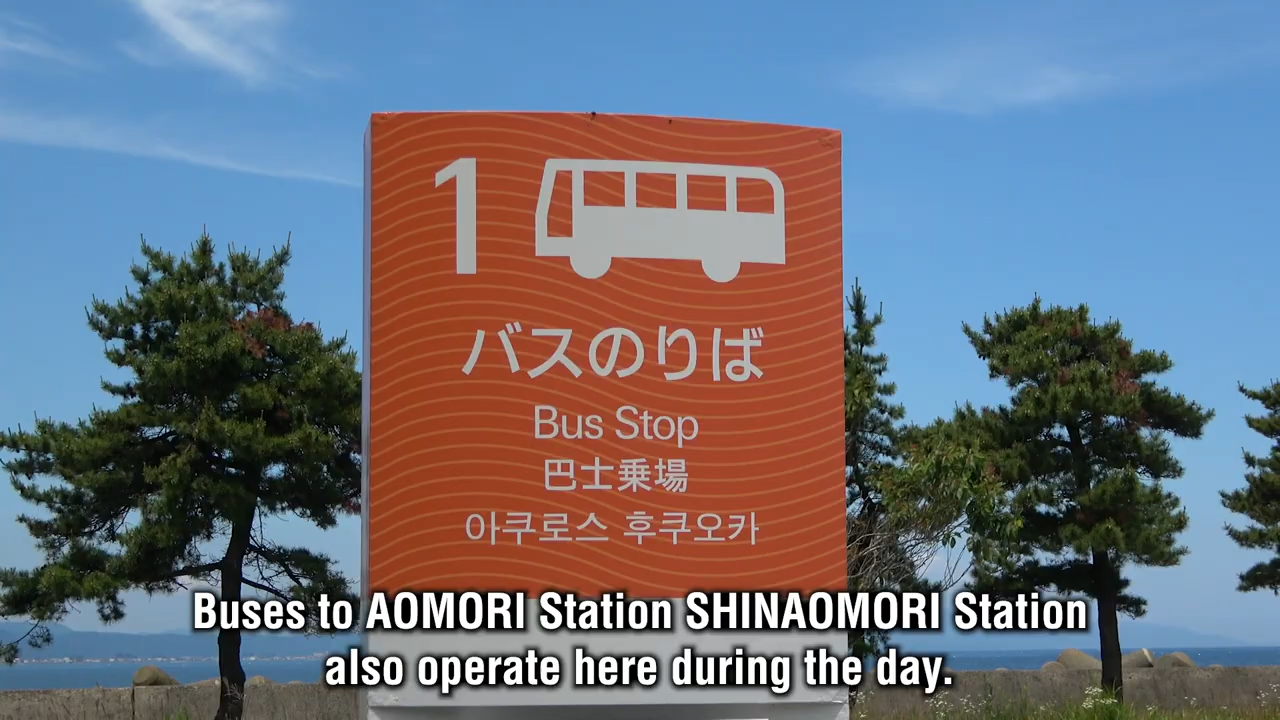 1
バスのりば
Bus Stop
巴士乗場
아쿠로스 후쿠오카
Buses to AOMORI Station SHINAOMORI Station
also operate here during the day.